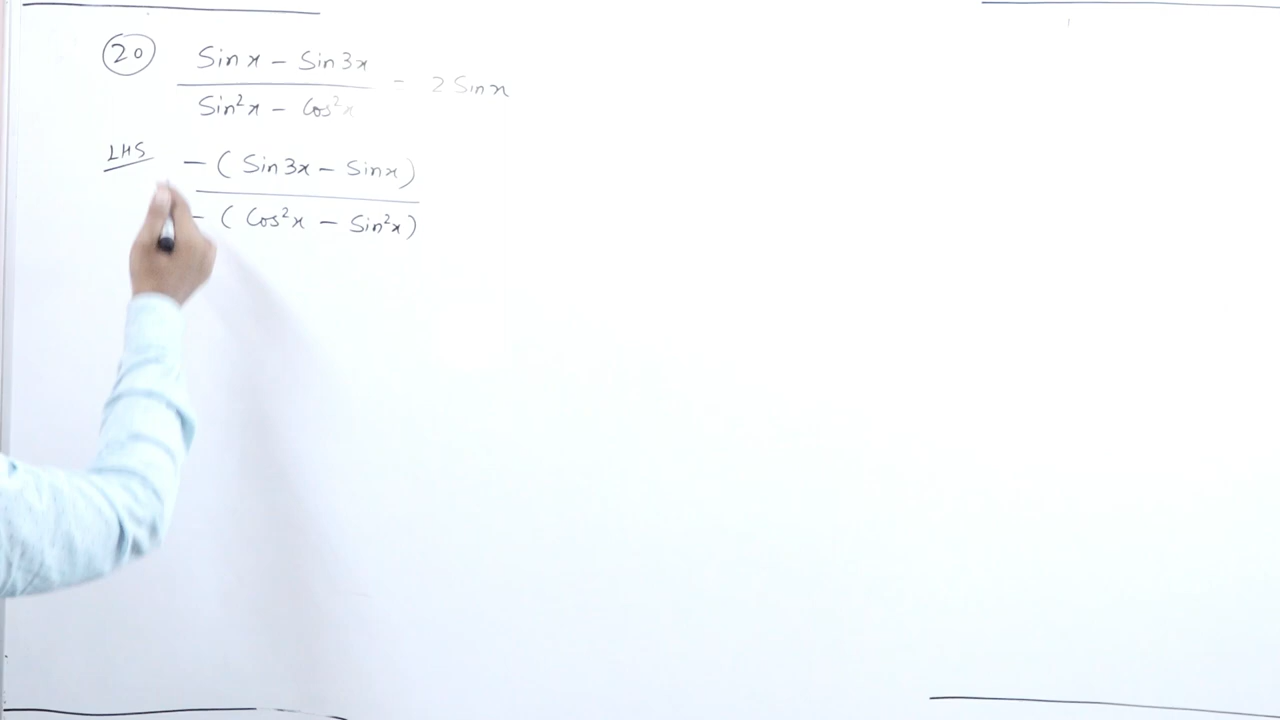 20 Sin x - Sin 3x / Sin²x - Cos²x = 2 Sin x
LHS - ( Sin 3x - Sin x ) / - ( Cos²x - Sin²x )